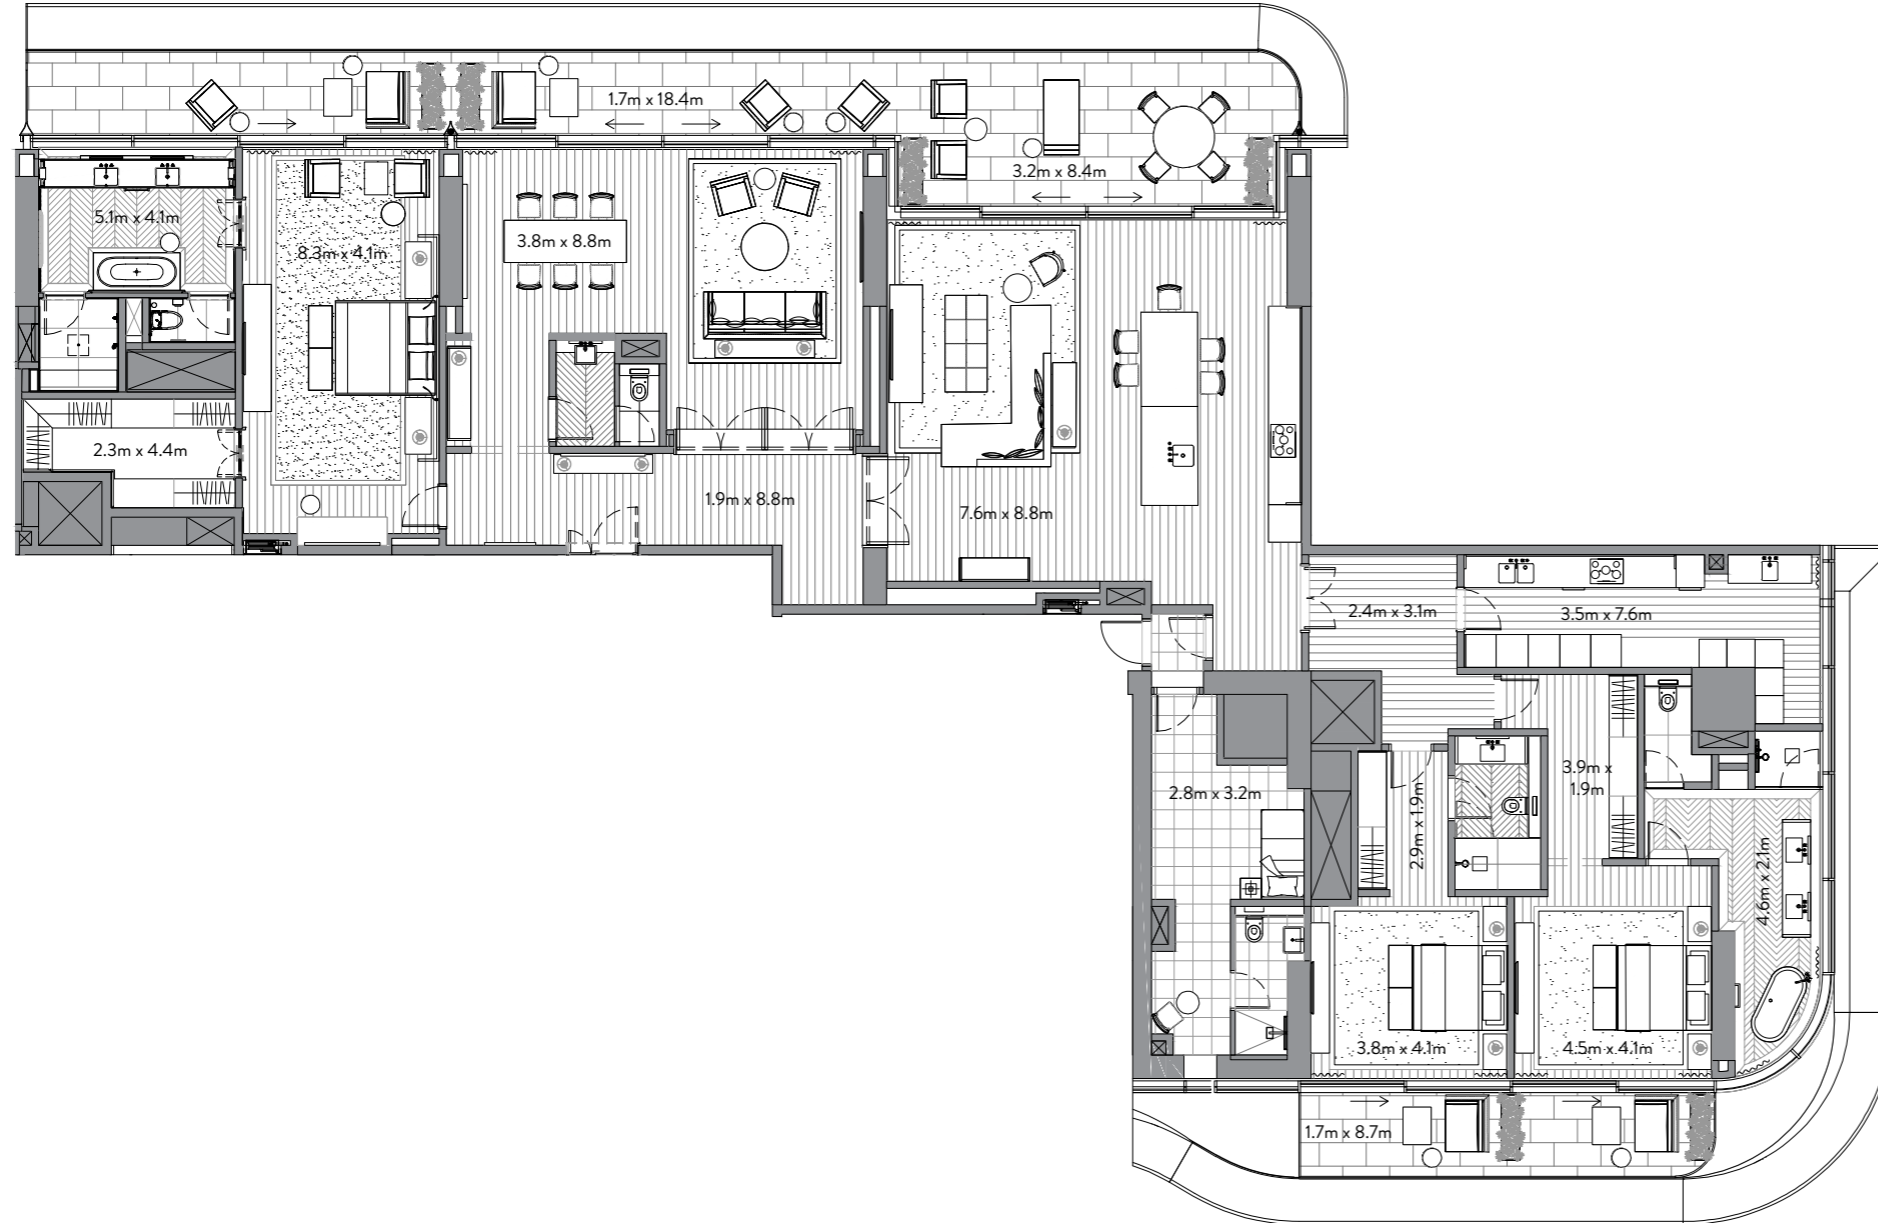 1.7m x 18.4m
3.2m x 8.4m
5.1m x 4.1m
8.3m x 4.1m
3.8m x 8.8m
2.3m x 4.4m
1.9m x 8.8m
7.6m x 8.8m
2.4m x 3.1m
3.5m x 7.6m
2.8m x 3.2m
2.9m x 1.9m
3.9m x
1.9m
4.6m x 2.1m
3.8m x 4.1m
4.5m x 4.1m
1.7m x 8.7m